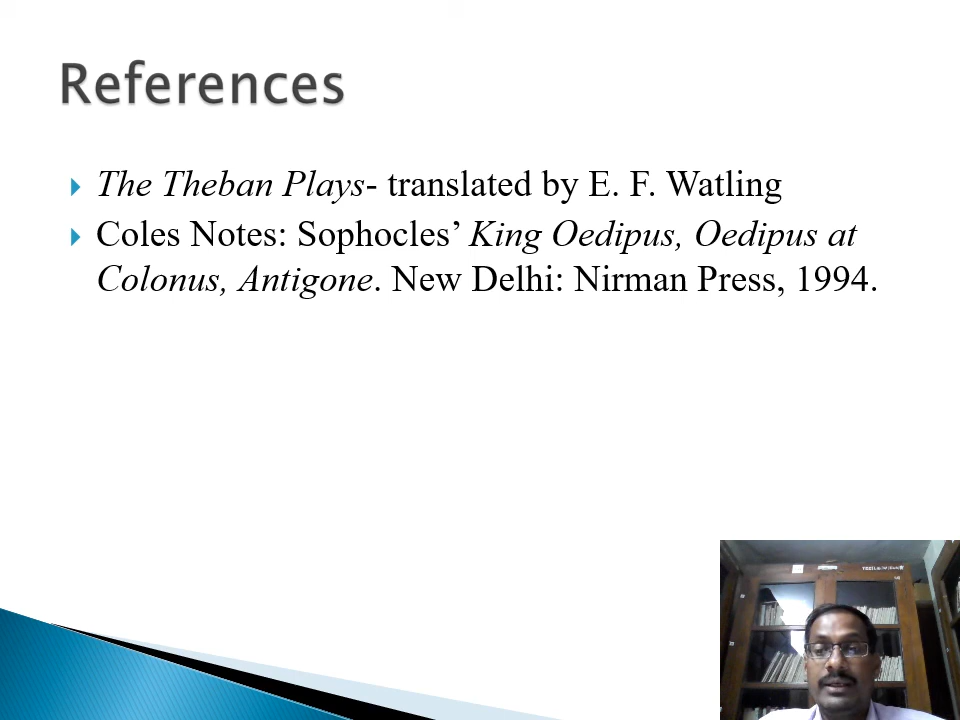 References
The Theban Plays- translated by E. F. Watling
Coles Notes: Sophocles’ King Oedipus, Oedipus at
Colonus, Antigone. New Delhi: Nirman Press, 1994.